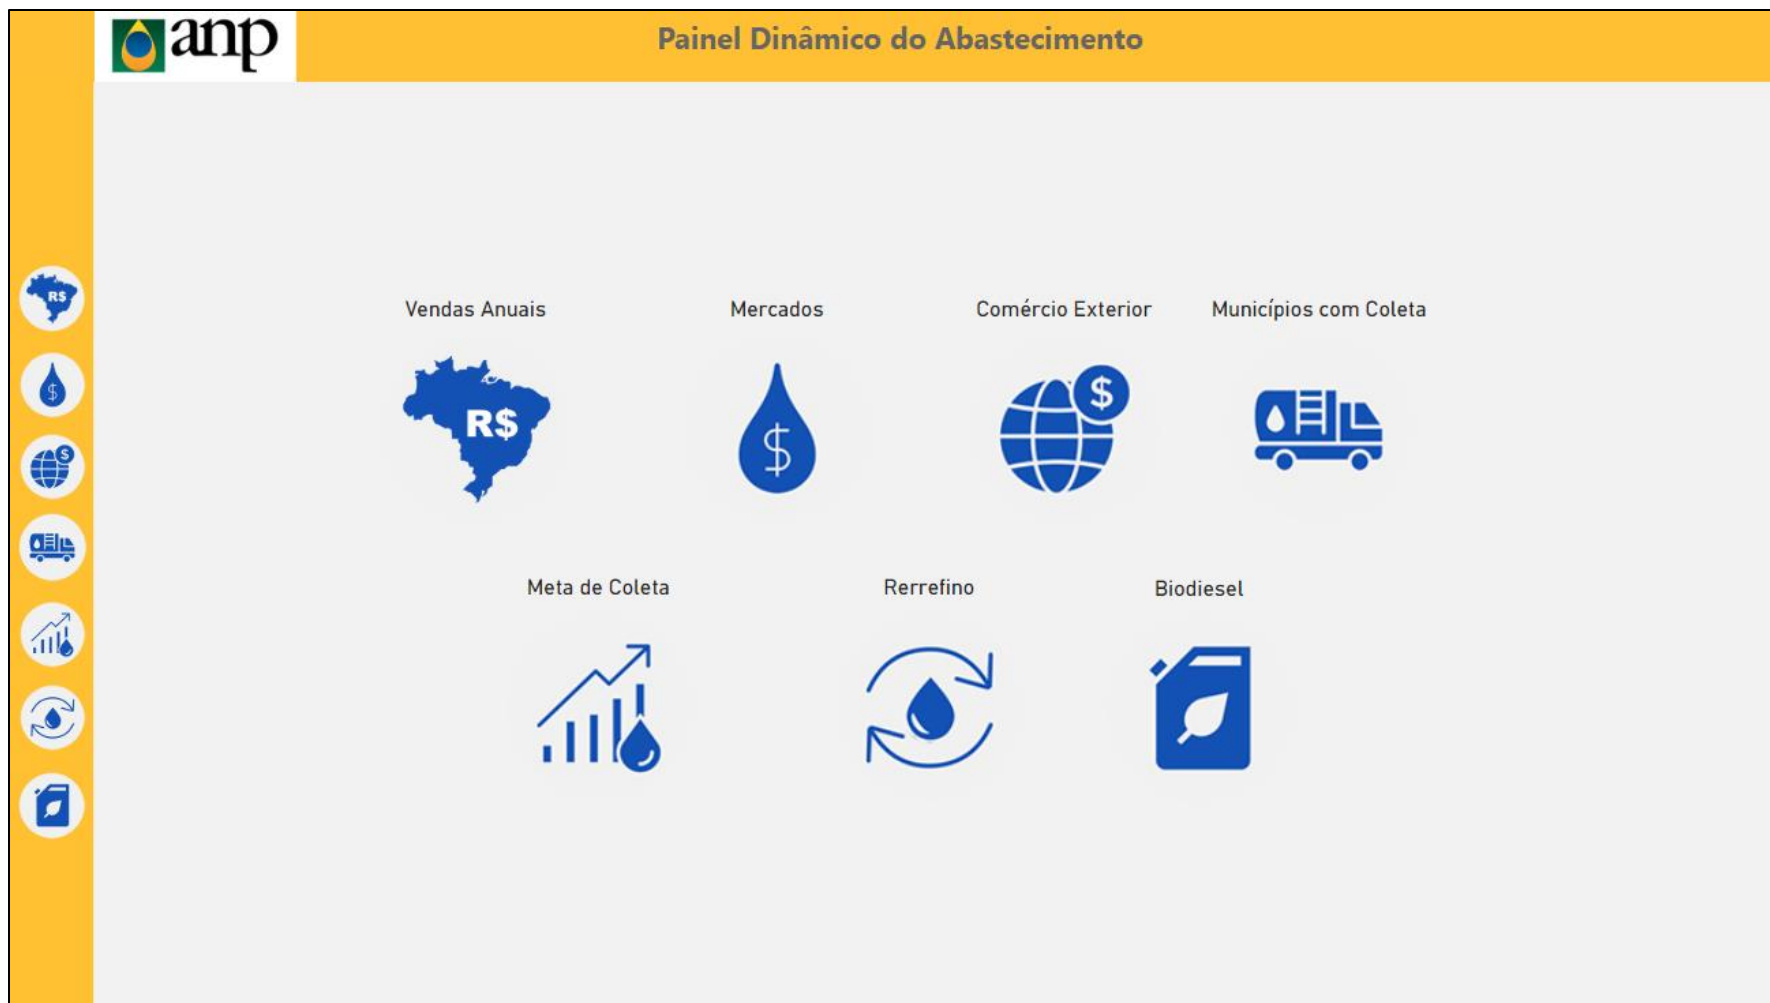 anp
Painel Dinâmico do Abastecimento
R$
$
$
Vendas Anuais
Mercados
Comércio Exterior
Municípios com Coleta
R$
$
$
Meta de Coleta
Rerrefino
Biodiesel